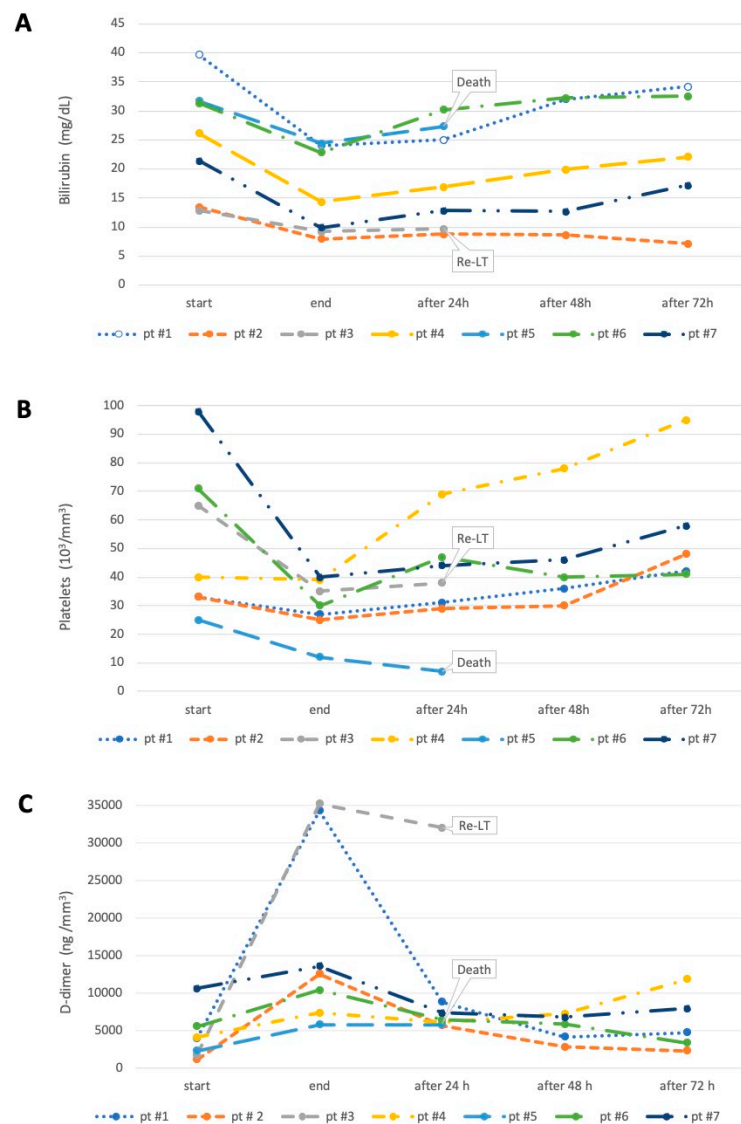 A
45
40
35
30
25
20
15
10
5
0
Bilirubin (mg/dL)
Death
Re-LT
start end after 24h after 48h after 72h
pt #1 pt #2 pt #3 pt #4 pt #5 pt #6 pt #7
B
100
90
80
70
60
50
40
30
20
10
0
Platelets (10³/mm³)
Re-LT
Death
start end after 24h after 48h after 72h
pt #1 pt #2 pt #3 pt #4 pt #5 pt #6 pt #7
C
35000
30000
25000
20000
15000
10000
5000
0
D-dimer (ng /mm³)
Re-LT
Death
start end after 24 h after 48 h after 72 h
pt #1 pt # 2 pt #3 pt #4 pt #5 pt #6 pt #7